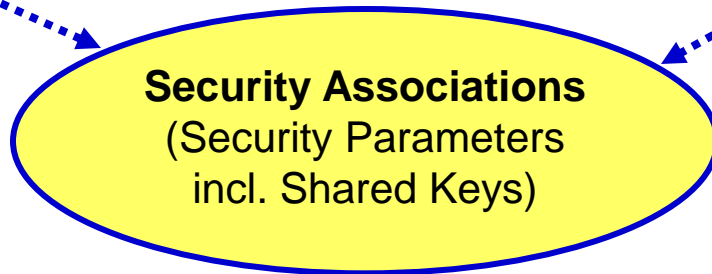 Security Associations
(Security Parameters
incl. Shared Keys)